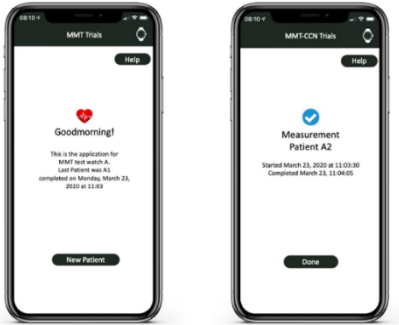 08:10
MMT Trials
Help
Goodmorning!
This is the application for
MMT test watch A.
Last Patient was A1
completed on Monday, March 23,
2020 at 11:03
New Patient
08:10
MMT-CCN Trials
Help
Measurement
Patient A2
Started March 23, 2020 at 11:03:30
Completed March 23, 11:04:05
Done